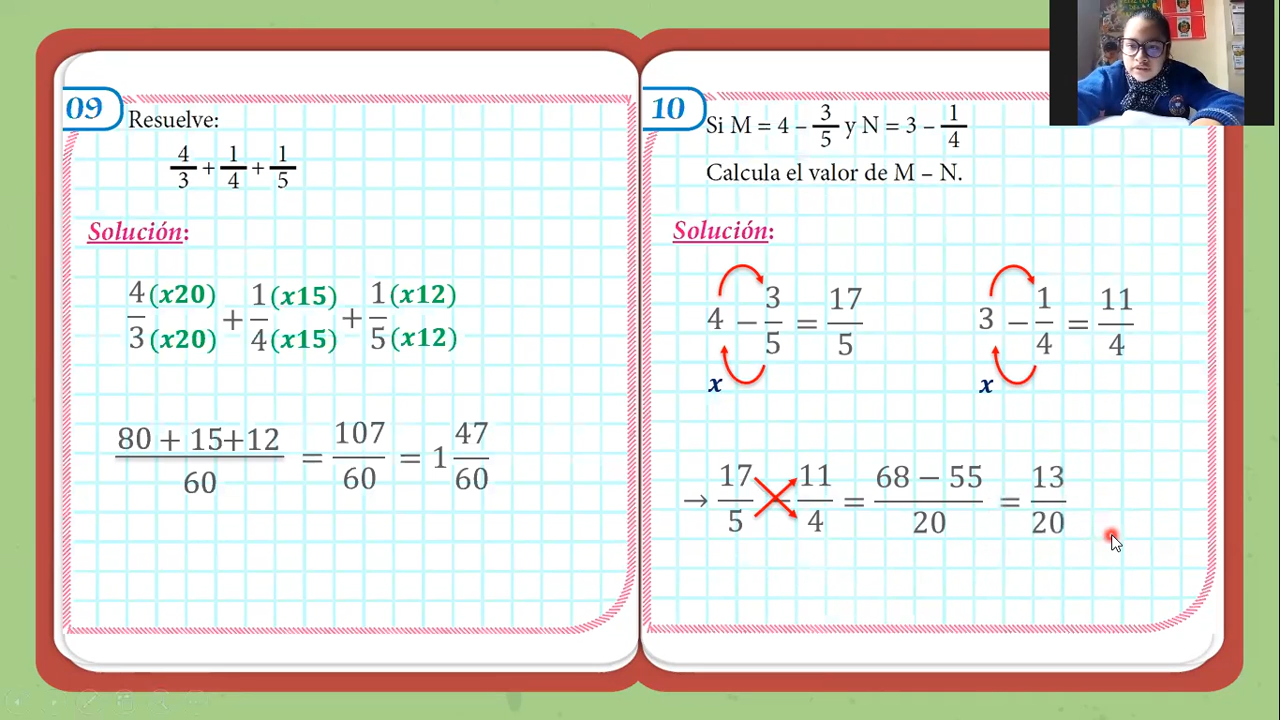 09
Resuelve:
4/3 + 1/4 + 1/5
Solución:
4(x20)/3(x20) + 1(x15)/4(x15) + 1(x12)/5(x12)
80 + 15+12/60 = 107/60 = 1 47/60
10
Si M = 4 – 3/5 y N = 3 – 1/4
Calcula el valor de M – N.
Solución:
4 − 3/5 = 17/5
x
3 − 1/4 = 11/4
x
→ 17/5 − 11/4 = 68 − 55/20 = 13/20